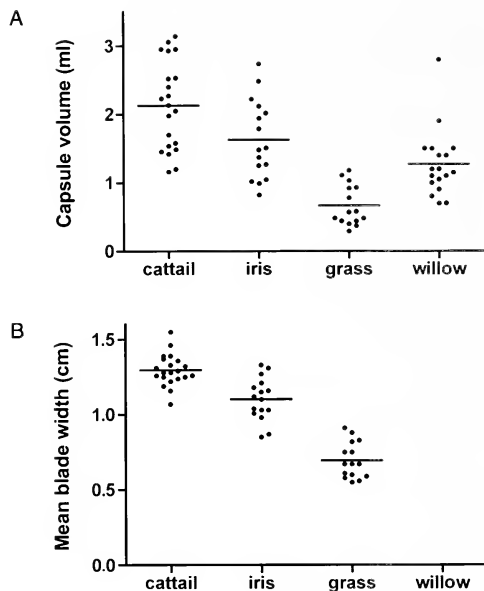 A
Capsule volume (ml)
3
2
1
0
cattail iris grass willow
B
Mean blade width (cm)
1.5
1.0
0.5
0.0
cattail iris grass willow